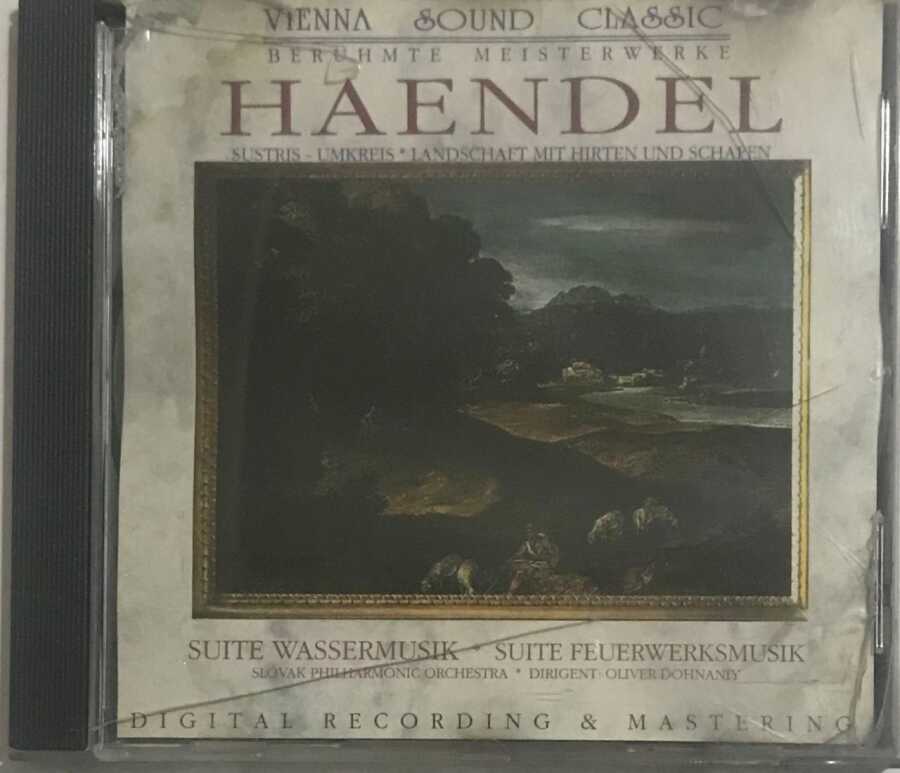 VIENNA SOUND CLASSIC
BERÜHMTE MEISTERWERKE
HAENDEL
SUSTRIS - UMKREIS * LANDSCHAFT MIT HIRTEN UND SCHAFEN
SUITE WASSERMUSIK * SUITE FEUERWERKSMUSIK
SLOVAK PHILHARMONIC ORCHESTRA * DIRIGENT: OLIVER DOHNANIY
DIGITAL RECORDING & MASTERING